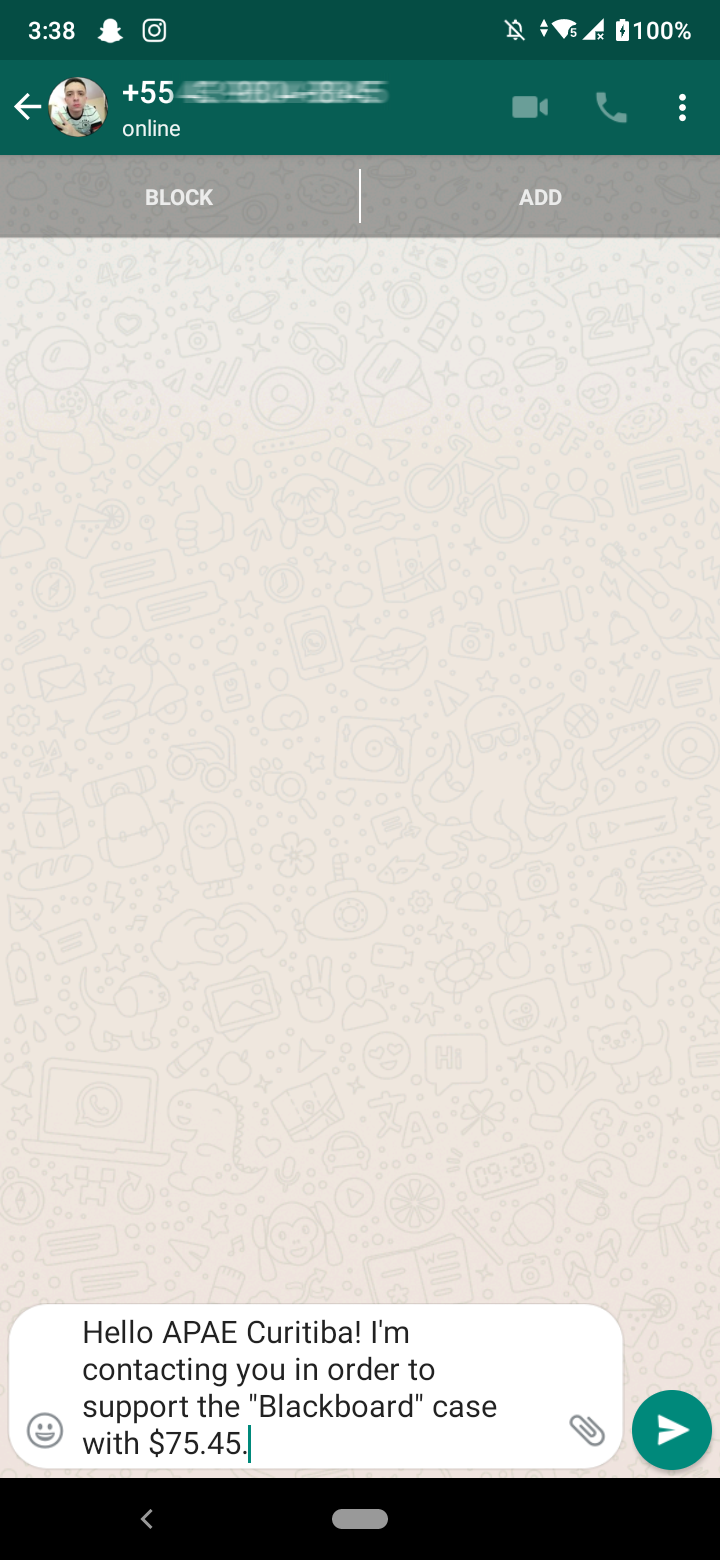 3:38
100%
+55
online
BLOCK
ADD
Hello APAE Curitiba! I'm
contacting you in order to
support the "Blackboard" case
with $75.45.